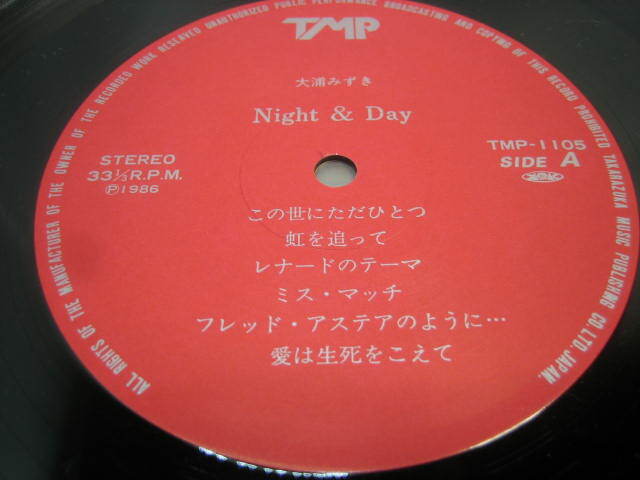 TMP
大浦みずき
Night & Day
STEREO
33⅓R.P.M.
Ⓟ1986
TMP-1105
SIDE A
この世にただひとつ
虹を追って
レナードのテーマ
ミス・マッチ
フレッド・アステアのように…
愛は生死をこえて
ALL RIGHTS OF THE MANUFACTURER OF THE OWNER OF THE RECORDED WORK RESERVED UNAUTHORIZED PUBLIC PERFORMANCE BROADCASTING AND COPYING OF THIS RECORD PROHIBITED TAKARAZUKA MUSIC PUBLISHING CO.LTD.JAPAN.